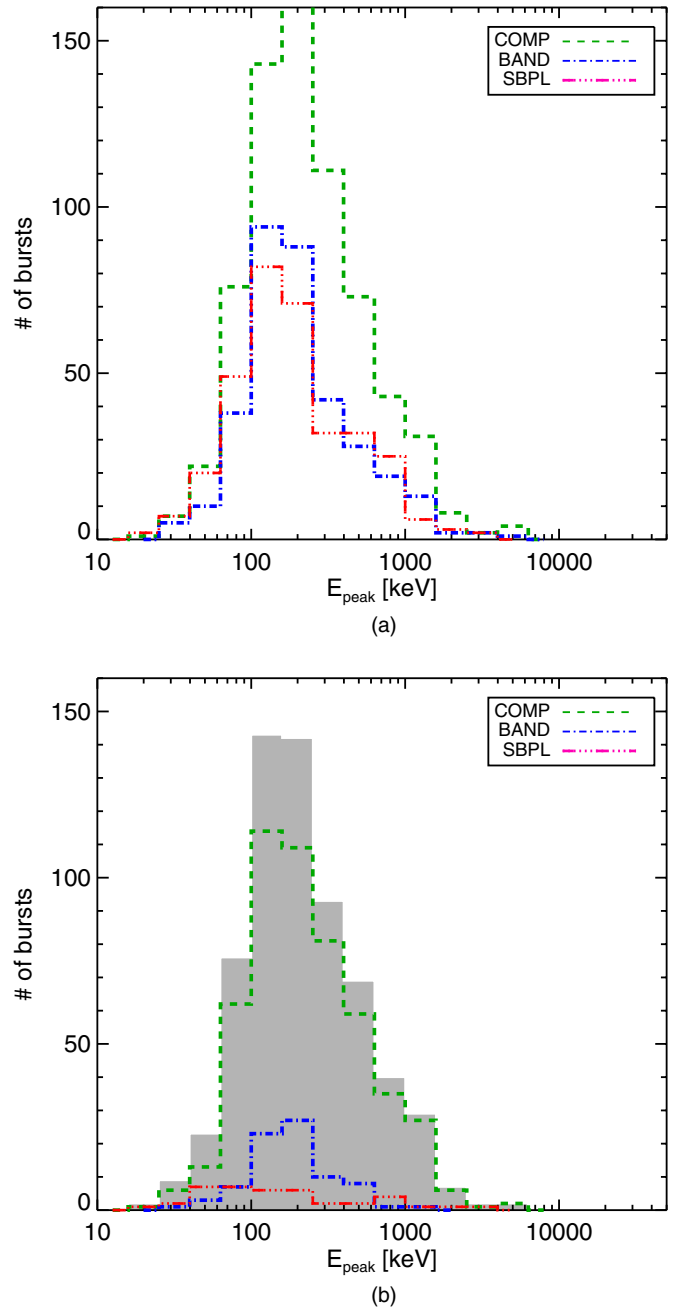 150
100
50
0
# of bursts
COMP
BAND
SBPL
10
100
1000
10000
E_peak [keV]
(a)
150
100
50
0
# of bursts
COMP
BAND
SBPL
10
100
1000
10000
E_peak [keV]
(b)